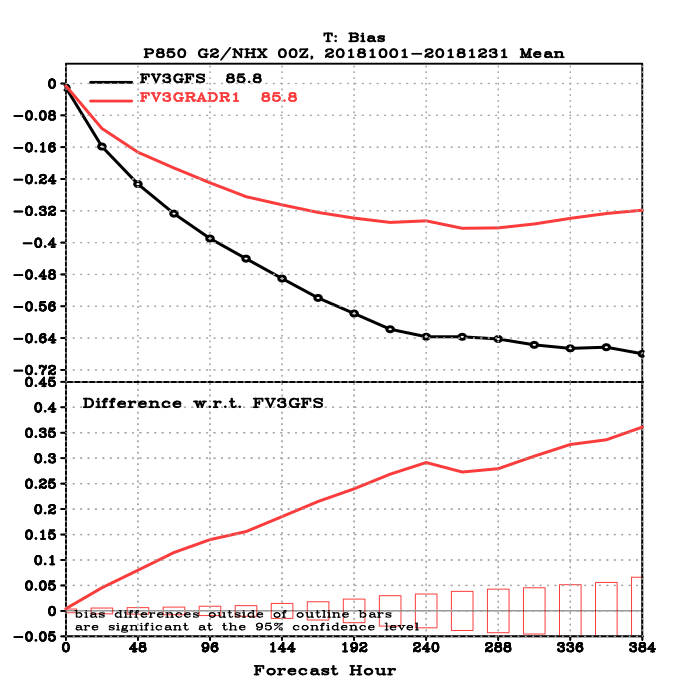 T: Bias
P850 G2/NHX 00Z, 20181001−20181231 Mean
FV3GFS 85.8
FV3GRADR1 85.8
0
−0.08
−0.16
−0.24
−0.32
−0.4
−0.48
−0.56
−0.64
−0.72
0.45
Difference w.r.t. FV3GFS
0.4
0.35
0.3
0.25
0.2
0.15
0.1
0.05
0
bias differences outside of outline bars
are significant at the 95% confidence level
−0.05
0 48 96 144 192 240 288 336 384
Forecast Hour